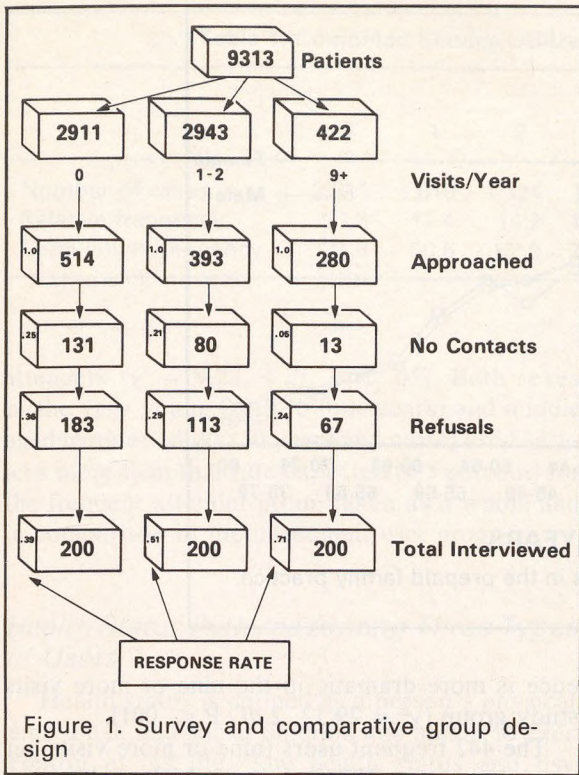 9313 Patients
2911 2943 422
0 1-2 9+ Visits/Year
1.0 514 1.0 393 1.0 280 Approached
.25 131 .21 80 .05 13 No Contacts
.36 183 .29 113 .24 67 Refusals
.39 200 200 .71 200 Total Interviewed
RESPONSE RATE
Figure 1. Survey and comparative group de-
sign